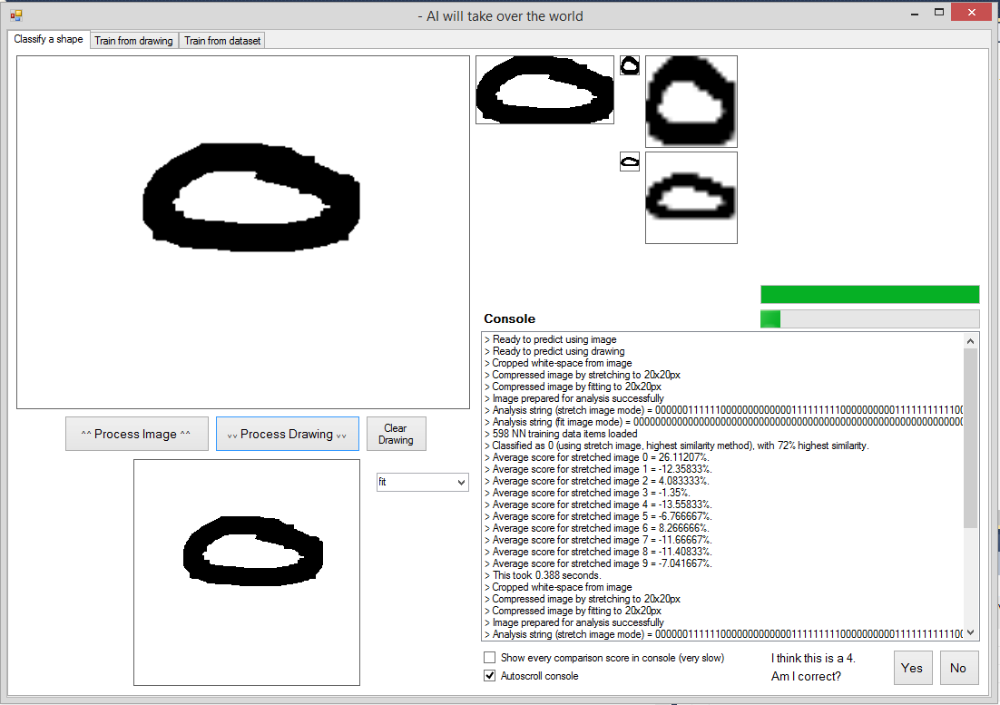 - AI will take over the world
Classify a shape
Train from drawing
Train from dataset
^^ Process Image ^^
vv Process Drawing vv
Clear
Drawing
fit
Console
> Ready to predict using image
> Ready to predict using drawing
> Cropped white-space from image
> Compressed image by stretching to 20x20px
> Compressed image by fitting to 20x20px
> Image prepared for analysis successfully
> Analysis string (stretch image mode) =
> Analysis string (fit image mode) =
> 598 NN training data items loaded
> Classified as 0 (using stretch image, highest similarity method), with 72% highest similarity.
> Average score for stretched image 0 = 26.11207%.
> Average score for stretched image 1 = -12.35833%.
> Average score for stretched image 2 = 4.083333%.
> Average score for stretched image 3 = -1.35%.
> Average score for stretched image 4 = -13.55833%.
> Average score for stretched image 5 = -6.766667%.
> Average score for stretched image 6 = 8.266666%.
> Average score for stretched image 7 = -11.66667%.
> Average score for stretched image 8 = -11.40833%.
> Average score for stretched image 9 = -7.041667%.
> This took 0.388 seconds.
> Cropped white-space from image
> Compressed image by stretching to 20x20px
> Compressed image by fitting to 20x20px
> Image prepared for analysis successfully
> Analysis string (stretch image mode) =
Show every comparison score in console (very slow)
Autoscroll console
I think this is a 4.
Am I correct?
Yes
No